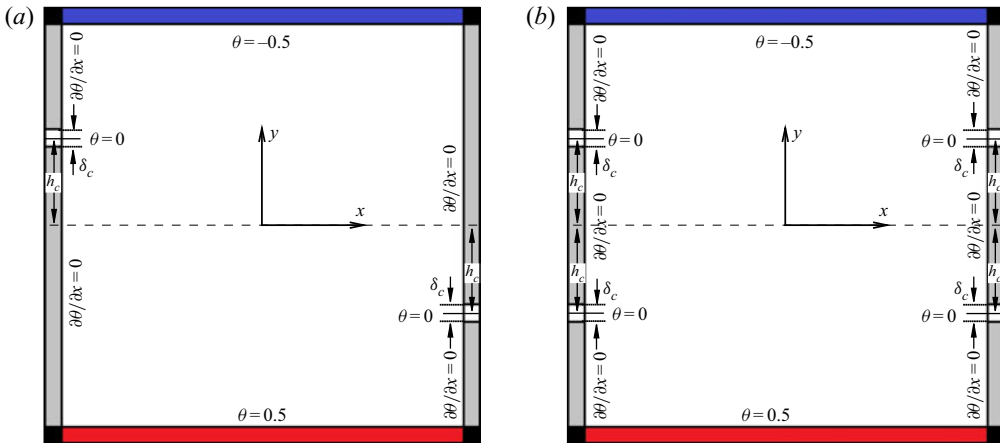 (a)
θ = –0.5
∂θ/∂x = 0
θ = 0
δc
hc
y
x
∂θ/∂x = 0
∂θ/∂x = 0
hc
δc
θ = 0
∂θ/∂x = 0
θ = 0.5
(b)
θ = –0.5
∂θ/∂x = 0
∂θ/∂x = 0
θ = 0
θ = 0
δc
δc
hc
hc
y
x
∂θ/∂x = 0
∂θ/∂x = 0
hc
hc
δc
δc
θ = 0
θ = 0
∂θ/∂x = 0
∂θ/∂x = 0
θ = 0.5